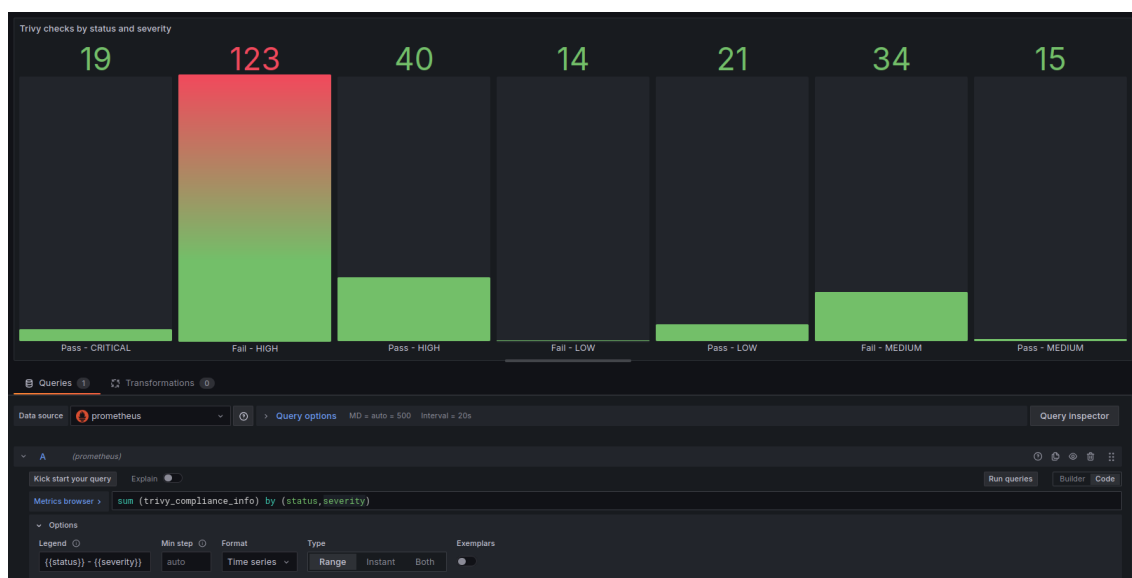 Trivy checks by status and severity
19 123 40 14 21 34 15
Pass - CRITICAL Fail - HIGH Pass - HIGH Fail - LOW Pass - LOW Fail - MEDIUM Pass - MEDIUM
Queries 1 Transformations 0
Data source prometheus Query options MD = auto = 500 Interval = 20s Query inspector
A (prometheus)
Kick start your query Explain Run queries Builder Code
Metrics browser > sum (trivy_compliance_info) by (status,severity)
Options
Legend Min step Format Type Exemplars
{{status}} - {{severity}} auto Time series Range Instant Both